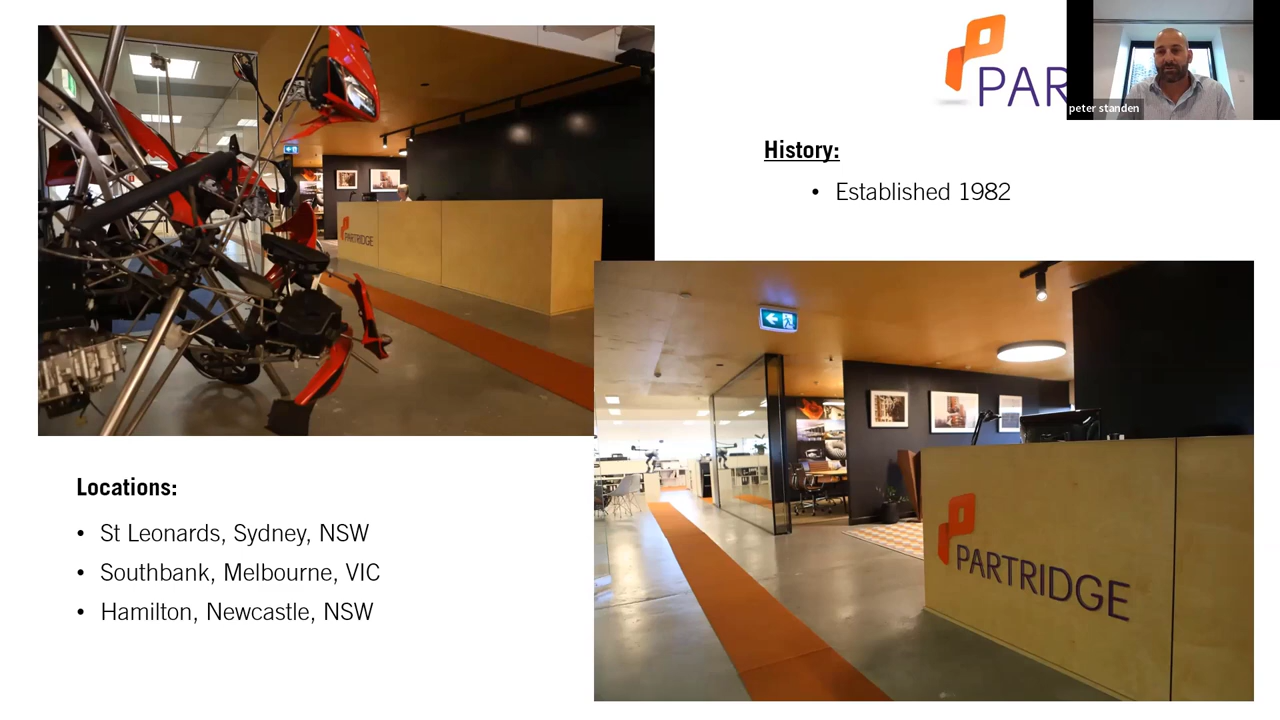 PAR
peter standen
History:
• Established 1982
PARTRIDGE
Locations:
• St Leonards, Sydney, NSW
• Southbank, Melbourne, VIC
• Hamilton, Newcastle, NSW
PARTRIDGE